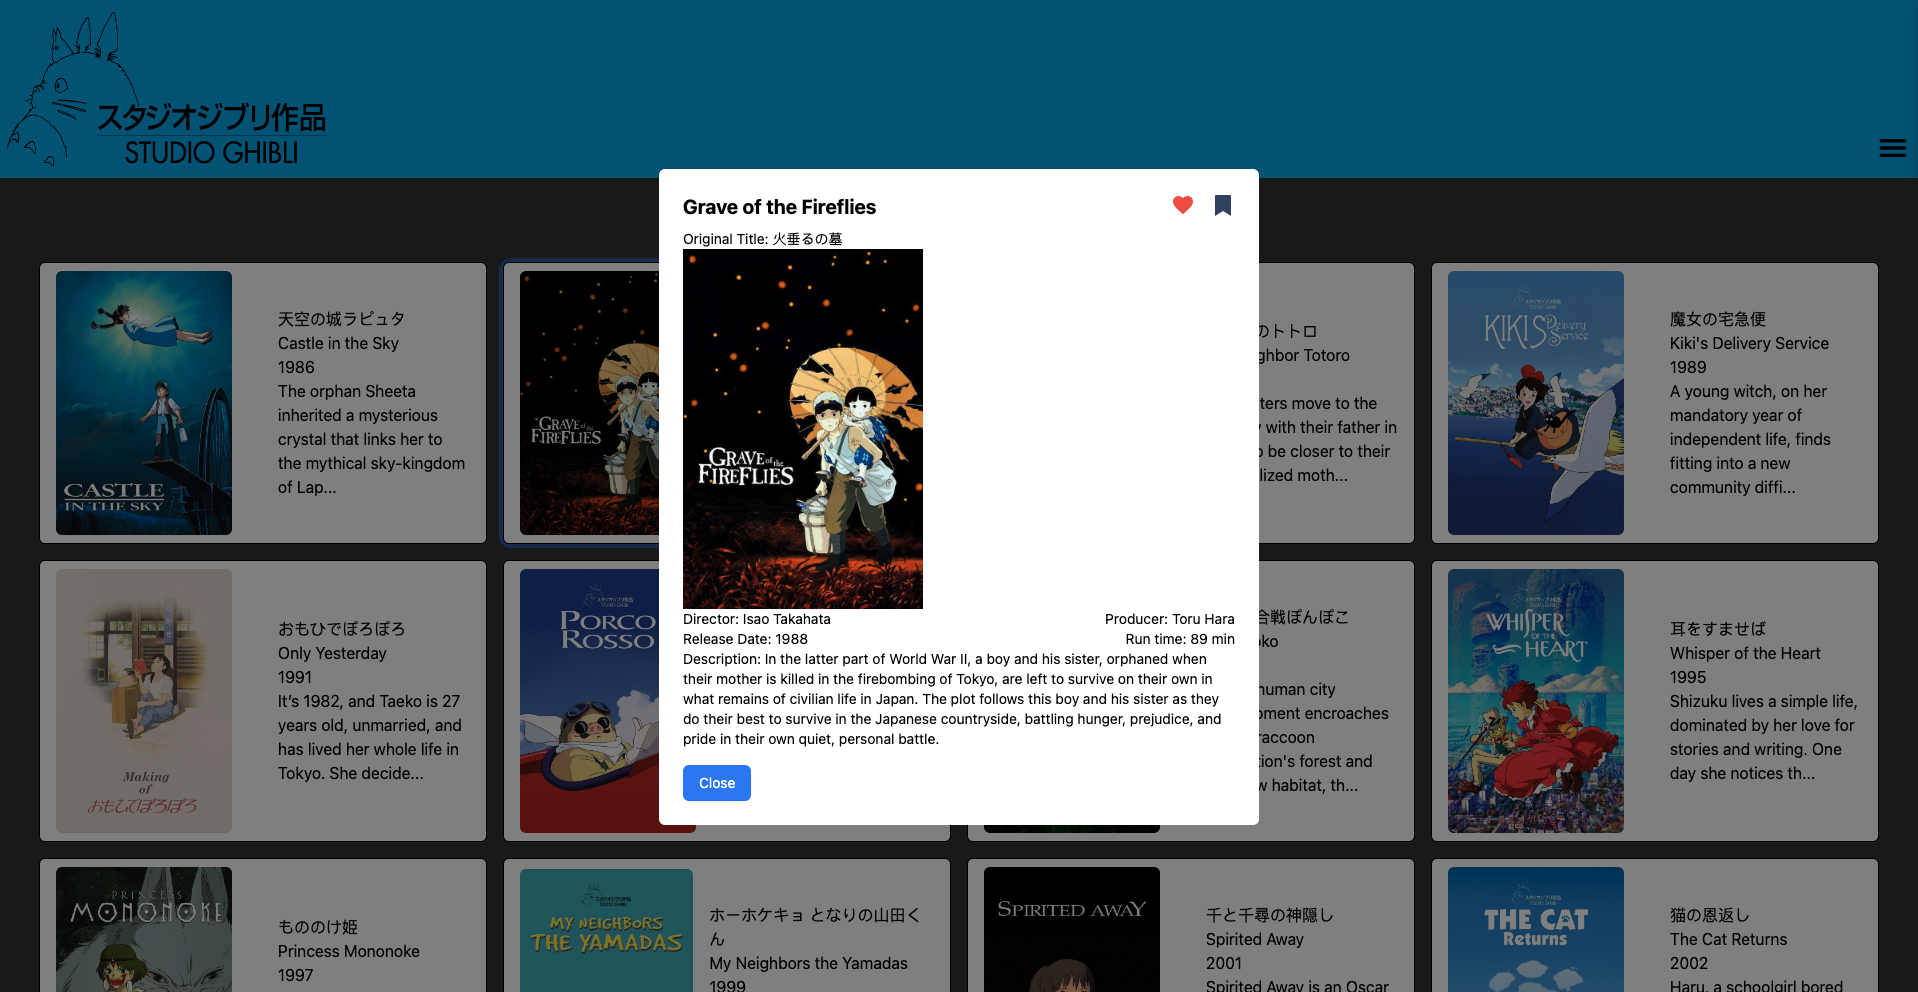 スタジオジブリ作品
STUDIO GHIBLI
Grave of the Fireflies
Original Title: 火垂るの墓
GRAVE of the
FIREFLIES
Director: Isao Takahata
Producer: Toru Hara
Release Date: 1988
Run time: 89 min
Description: In the latter part of World War II, a boy and his sister, orphaned when
their mother is killed in the firebombing of Tokyo, are left to survive on their own in
what remains of civilian life in Japan. The plot follows this boy and his sister as they
do their best to survive in the Japanese countryside, battling hunger, prejudice, and
pride in their own quiet, personal battle.
Close
CASTLE
IN THE SKY
天空の城ラピュタ
Castle in the Sky
1986
The orphan Sheeta
inherited a mysterious
crystal that links her to
the mythical sky-kingdom
of Lap...
GRAVE of the
FIREFLIES
のトトロ
ghbor Totoro
ters move to the
with their father in
be closer to their
lized moth...
KIKI'S Delivery
Service
魔女の宅急便
Kiki's Delivery Service
1989
A young witch, on her
mandatory year of
independent life, finds
fitting into a new
community diffi...
Making
of
おもひでぽろぽろ
おもひでぽろぽろ
Only Yesterday
1991
It's 1982, and Taeko is 27
years old, unmarried, and
has lived her whole life in
Tokyo. She decide...
PORCO
ROSSO
合戦ぽんぽこ
oko
human city
pment encroaches
raccoon
tion's forest and
w habitat, th...
WHISPER
OF THE
HEART
耳をすませば
Whisper of the Heart
1995
Shizuku lives a simple life,
dominated by her love for
stories and writing. One
day she notices th...
PRINCESS
MONONOKE
もののけ姫
Princess Mononoke
1997
MY NEIGHBORS
THE YAMADAS
ホーホケキョ となりの山田く
ん
My Neighbors the Yamadas
1999
SPIRITED AWAY
千と千尋の神隠し
Spirited Away
2001
Spirited Away is an Oscar
THE CAT
Returns
猫の恩返し
The Cat Returns
2002
Haru, a schoolgirl bored